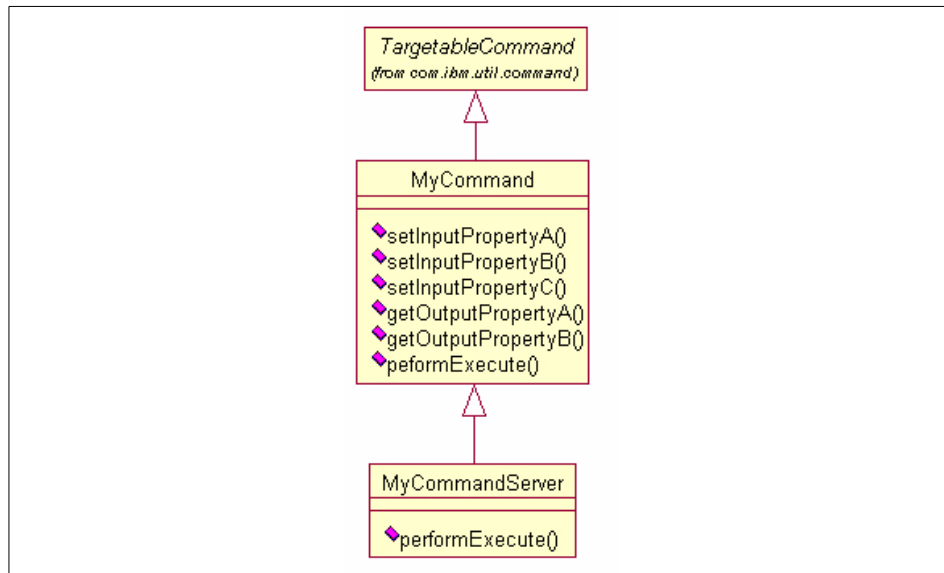 TargetableCommand
(from com.ibm.util.command)
MyCommand
setInputPropertyA()
setInputPropertyB()
setInputPropertyC()
getOutputPropertyA()
getOutputPropertyB()
peformExecute()
MyCommandServer
performExecute()